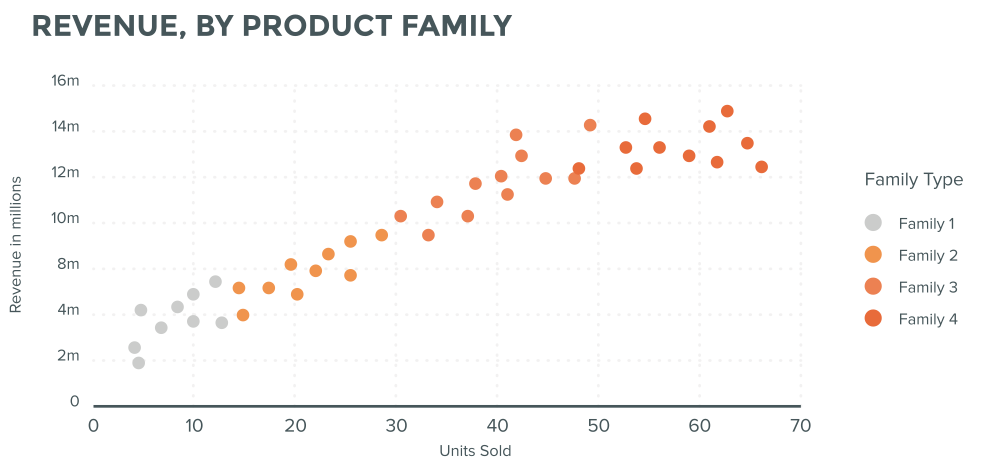 REVENUE, BY PRODUCT FAMILY
16m
14m
12m
10m
8m
4m
2m
0
Revenue in millions
0 10 20 30 40 50 60 70
Units Sold
Family Type
Family 1
Family 2
Family 3
Family 4